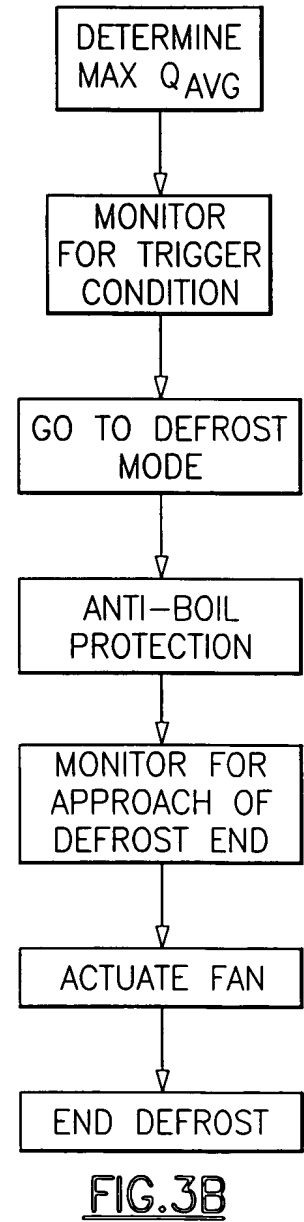 DETERMINE
MAX QAVG
MONITOR
FOR TRIGGER
CONDITION
GO TO DEFROST
MODE
ANTI-BOIL
PROTECTION
MONITOR FOR
APPROACH OF
DEFROST END
ACTUATE FAN
END DEFROST
FIG.3B